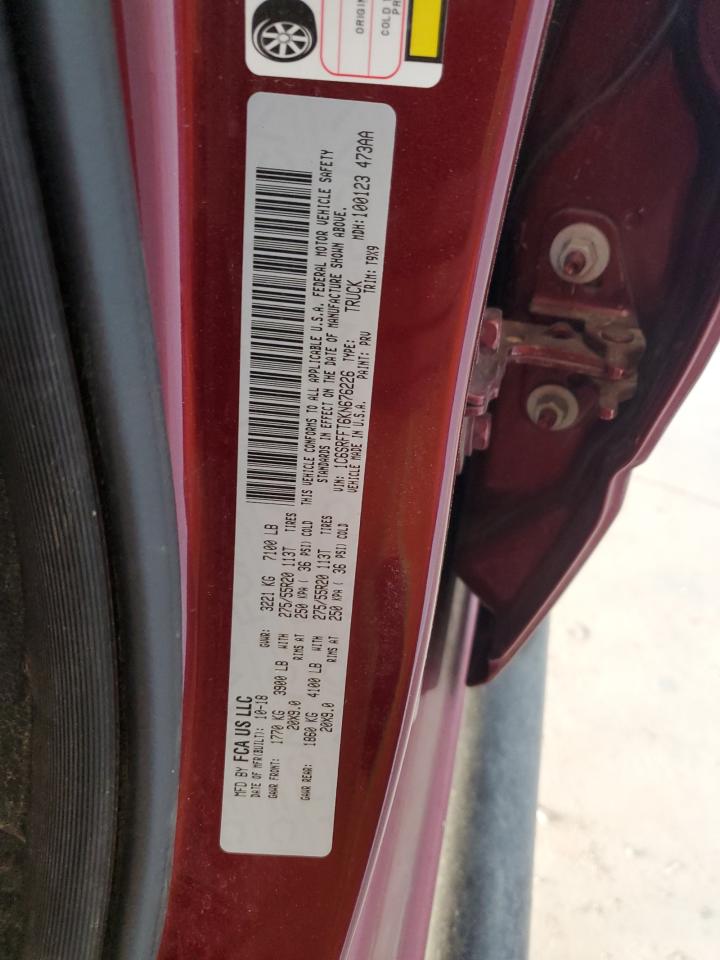 ORIGIN
COLD
PR
MFD BY FCA US LLC
DATE OF MFR(BUILT): 10-18 GVWR: 3221 KG 7100 LB
GAWR FRONT: 1770 KG 3900 LB WITH 275/55R20 113T TIRES
20X9.0 RIMS AT 250 KPA ( 36 PSI) COLD
GAWR REAR: 1860 KG 4100 LB WITH 275/55R20 113T TIRES
20X9.0 RIMS AT 250 KPA ( 36 PSI) COLD
THIS VEHICLE CONFORMS TO ALL APPLICABLE U.S.A. FEDERAL MOTOR VEHICLE SAFETY
STANDARDS IN EFFECT ON THE DATE OF MANUFACTURE SHOWN ABOVE.
VIN: 1C6SRFFT6KN676226 TYPE: TRUCK MDH: 100123 473AA
VEHICLE MADE IN U.S.A. PAINT: PRV TRIM: T9X9